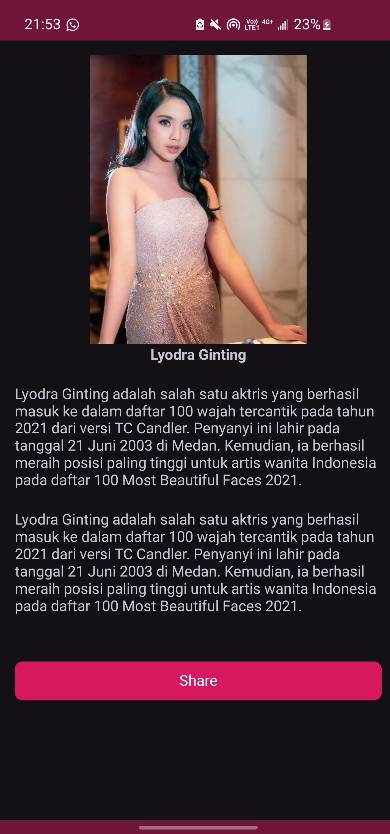 21:53
Vo))
LTE1
4G+
23%
Lyodra Ginting
Lyodra Ginting adalah salah satu aktris yang berhasil
masuk ke dalam daftar 100 wajah tercantik pada tahun
2021 dari versi TC Candler. Penyanyi ini lahir pada
tanggal 21 Juni 2003 di Medan. Kemudian, ia berhasil
meraih posisi paling tinggi untuk artis wanita Indonesia
pada daftar 100 Most Beautiful Faces 2021.
Lyodra Ginting adalah salah satu aktris yang berhasil
masuk ke dalam daftar 100 wajah tercantik pada tahun
2021 dari versi TC Candler. Penyanyi ini lahir pada
tanggal 21 Juni 2003 di Medan. Kemudian, ia berhasil
meraih posisi paling tinggi untuk artis wanita Indonesia
pada daftar 100 Most Beautiful Faces 2021.
Share